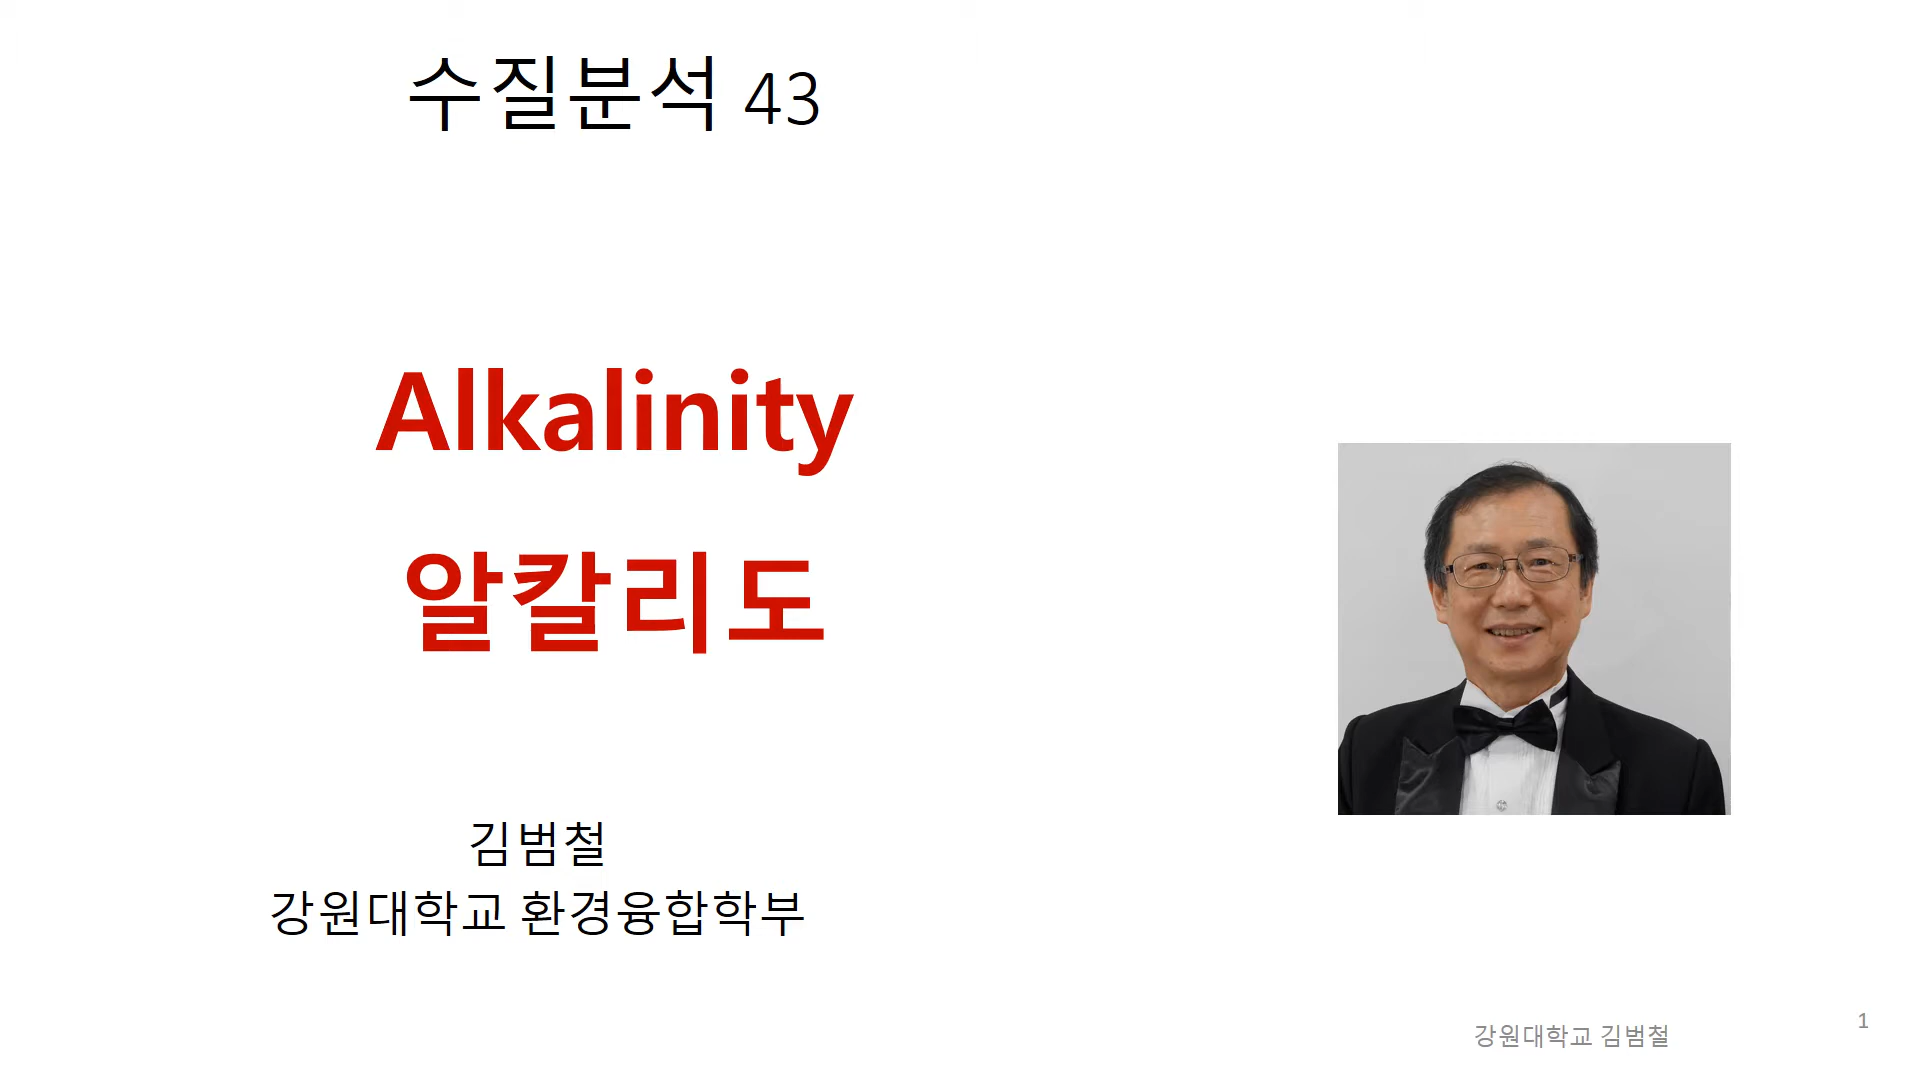 수질분석 43
Alkalinity
알칼리도
김범철
강원대학교 환경융합학부
강원대학교 김범철
1